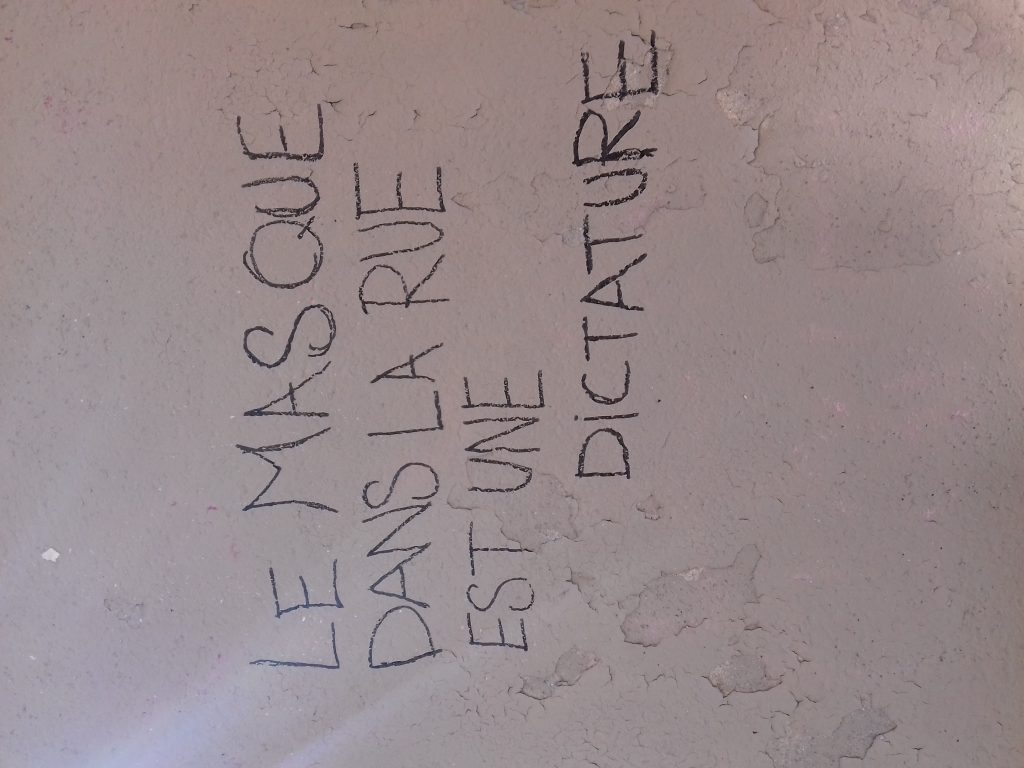 LE MASQUE
DANS LA RUE
EST UNE
DiCTATURE